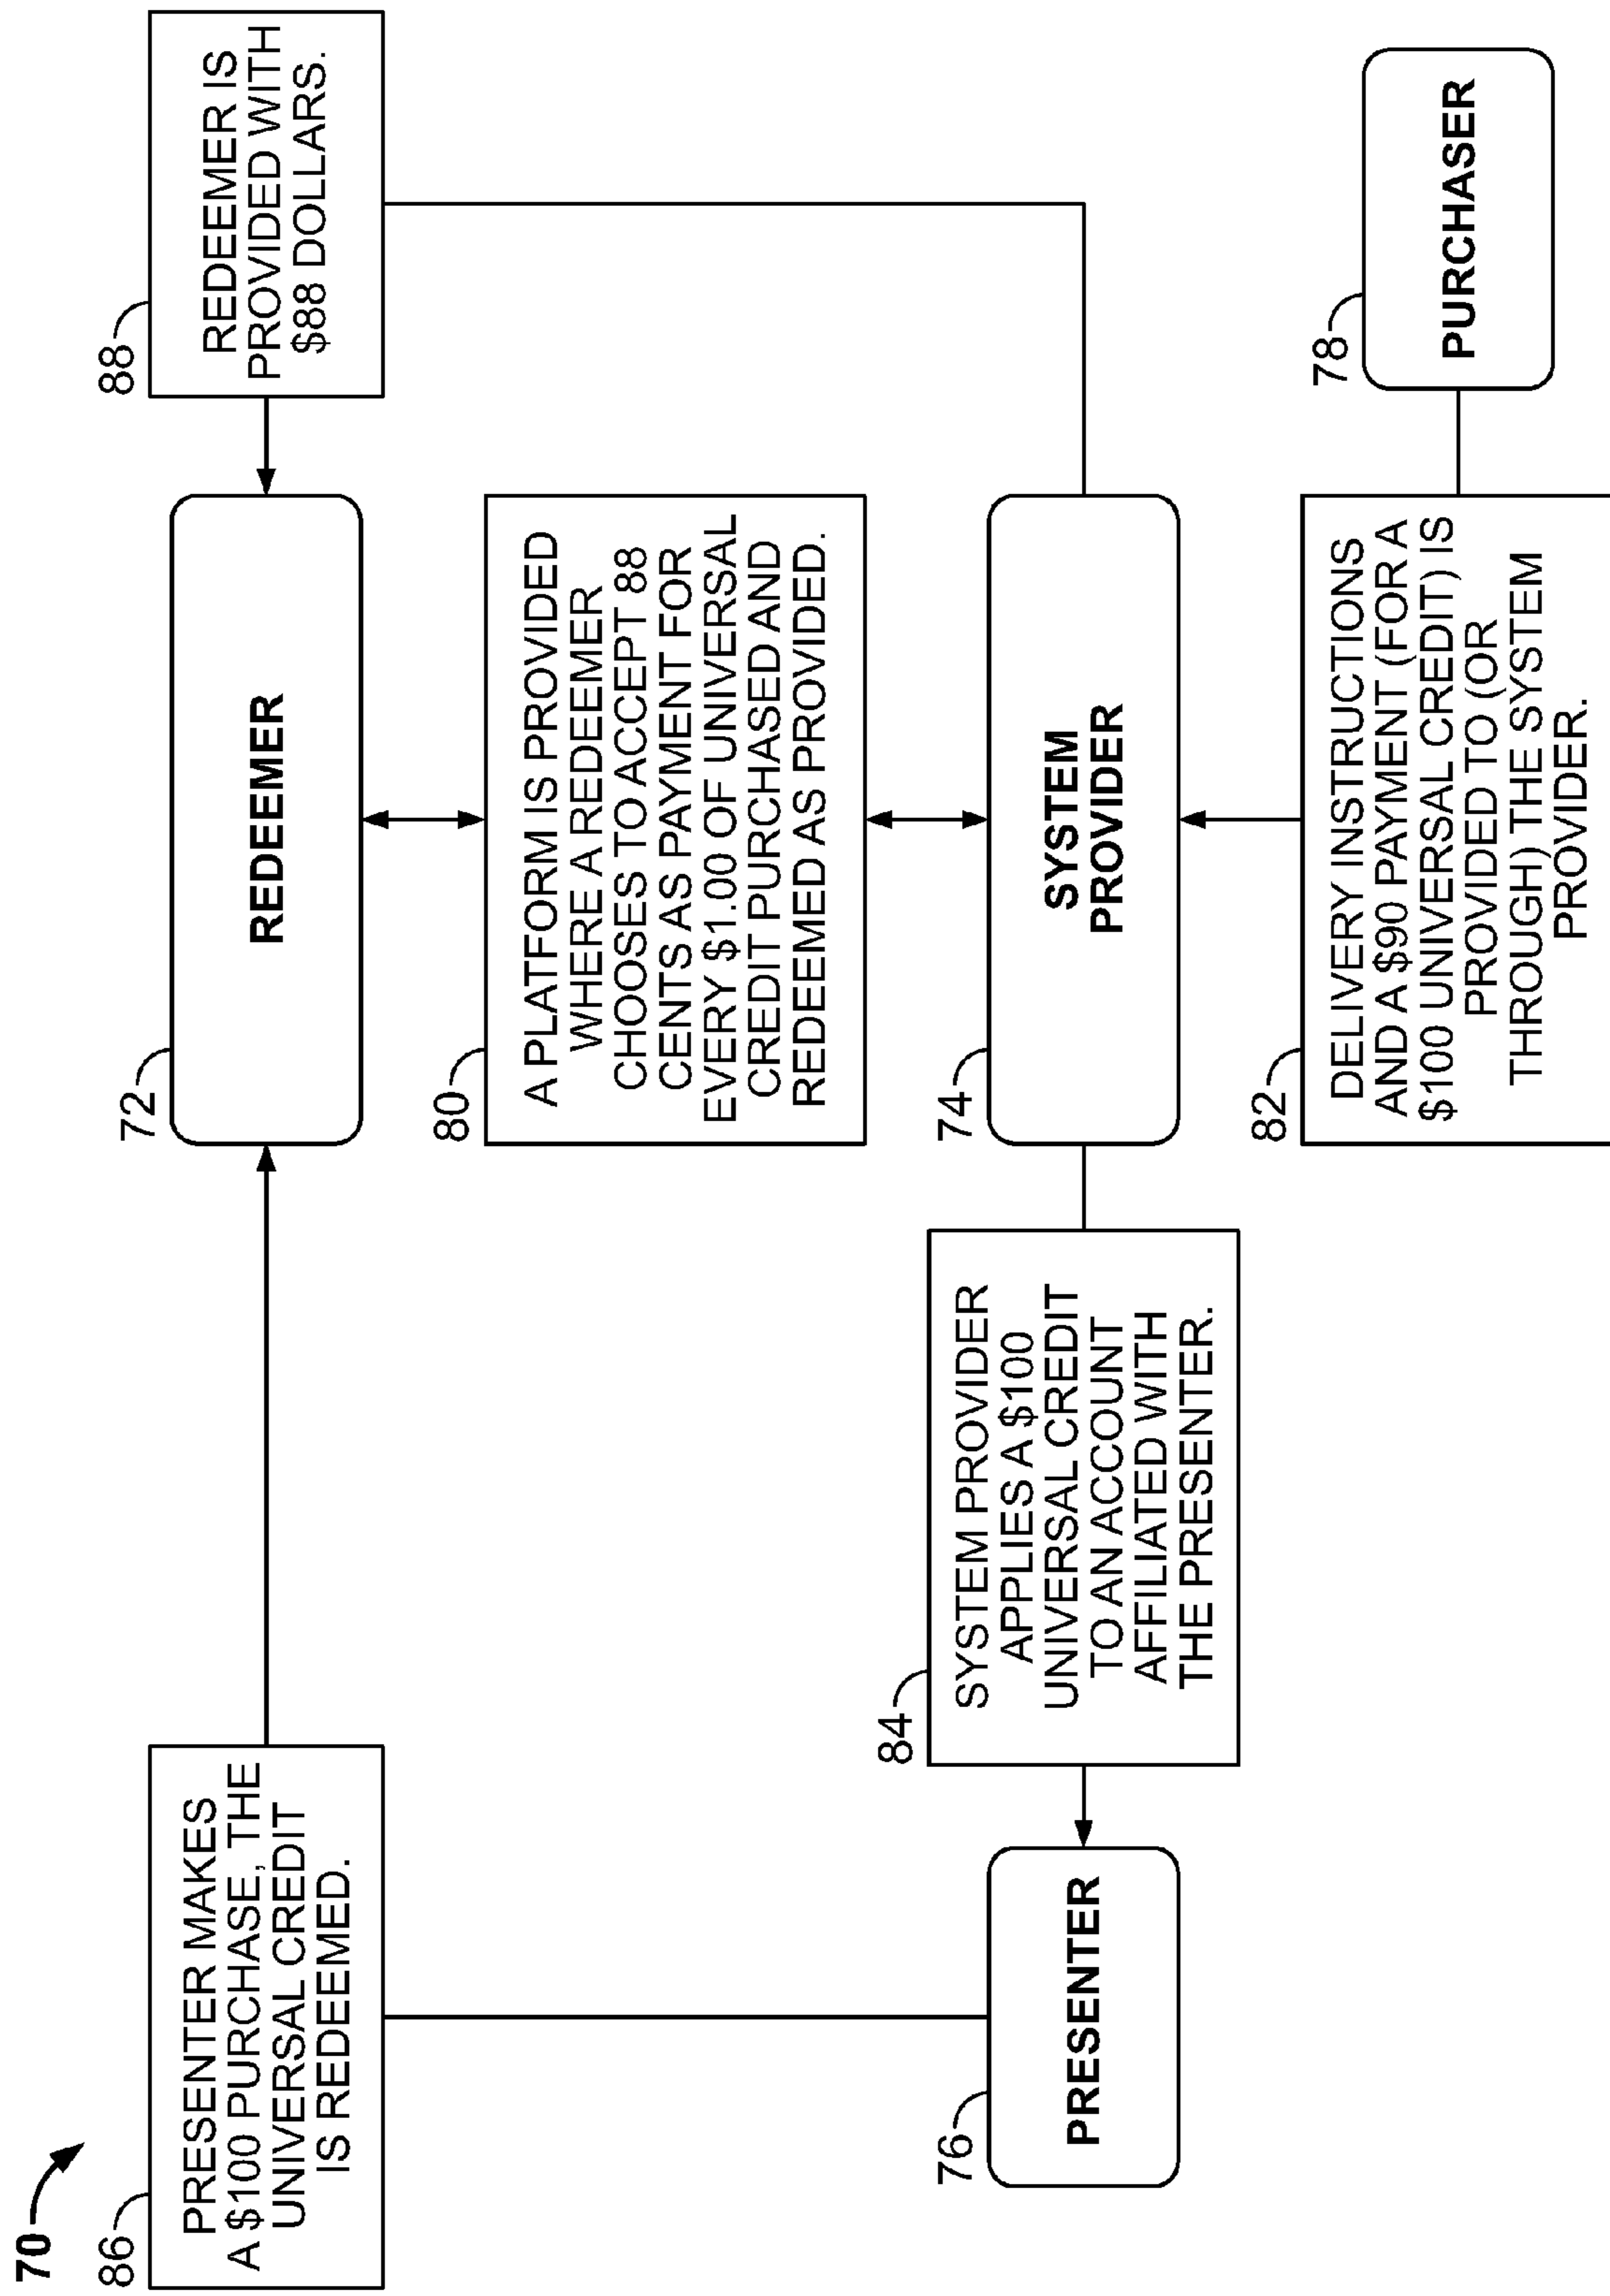 70
86
PRESENTER MAKES
A $100 PURCHASE, THE
UNIVERSAL CREDIT
IS REDEEMED.
72
REDEEMER
88
REDEEMER IS
PROVIDED WITH
$88 DOLLARS.
80
A PLATFORM IS PROVIDED
WHERE A REDEEMER
CHOOSES TO ACCEPT 88
CENTS AS PAYMENT FOR
EVERY $1.00 OF UNIVERSAL
CREDIT PURCHASED AND
REDEEMED AS PROVIDED.
76
PRESENTER
84
SYSTEM PROVIDER
APPLIES A $100
UNIVERSAL CREDIT
TO AN ACCOUNT
AFFILIATED WITH
THE PRESENTER.
74
SYSTEM
PROVIDER
82
DELIVERY INSTRUCTIONS
AND A $90 PAYMENT (FOR A
$100 UNIVERSAL CREDIT) IS
PROVIDED TO (OR
THROUGH) THE SYSTEM
PROVIDER.
78
PURCHASER